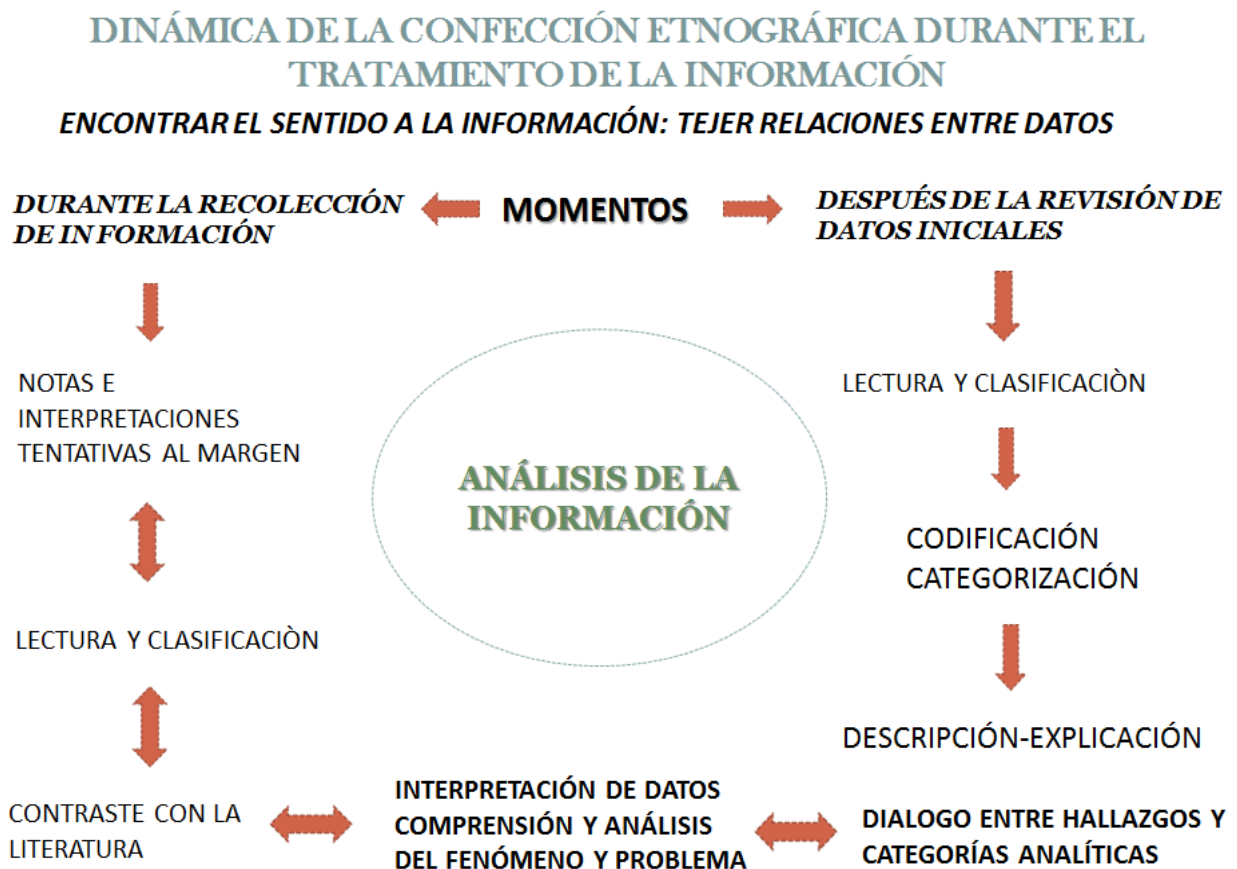 DINÁMICA DE LA CONFECCIÓN ETNOGRÁFICA DURANTE EL
TRATAMIENTO DE LA INFORMACIÓN
ENCONTRAR EL SENTIDO A LA INFORMACIÓN: TEJER RELACIONES ENTRE DATOS
DURANTE LA RECOLECCIÓN
DE INFORMACIÓN
MOMENTOS
DESPUÉS DE LA REVISIÓN DE
DATOS INICIALES
NOTAS E
INTERPRETACIONES
TENTATIVAS AL MARGEN
LECTURA Y CLASIFICACIÒN
ANÁLISIS DE LA
INFORMACIÓN
CODIFICACIÓN
CATEGORIZACIÓN
LECTURA Y CLASIFICACIÒN
DESCRIPCIÓN-EXPLICACIÓN
CONTRASTE CON LA
LITERATURA
INTERPRETACIÓN DE DATOS
COMPRENSIÓN Y ANÁLISIS
DEL FENÓMENO Y PROBLEMA
DIALOGO ENTRE HALLAZGOS Y
CATEGORÍAS ANALÍTICAS